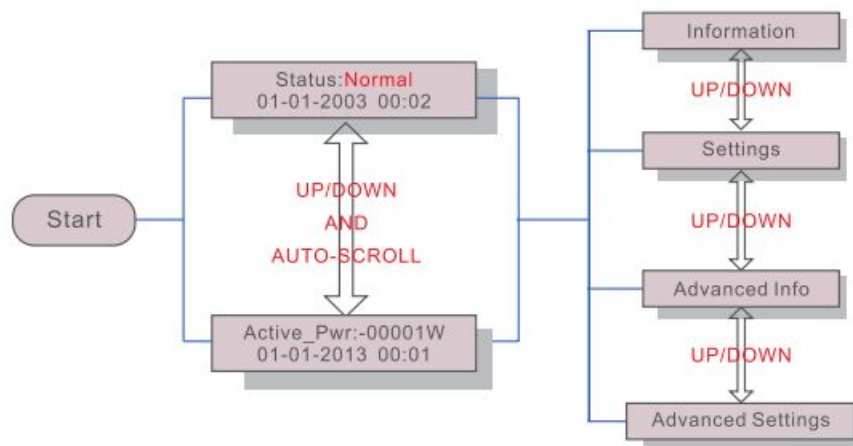 Start
Status:Normal
01-01-2003 00:02
UP/DOWN
AND
AUTO-SCROLL
Active_Pwr:-00001W
01-01-2013 00:01
Information
UP/DOWN
Settings
UP/DOWN
Advanced Info
UP/DOWN
Advanced Settings